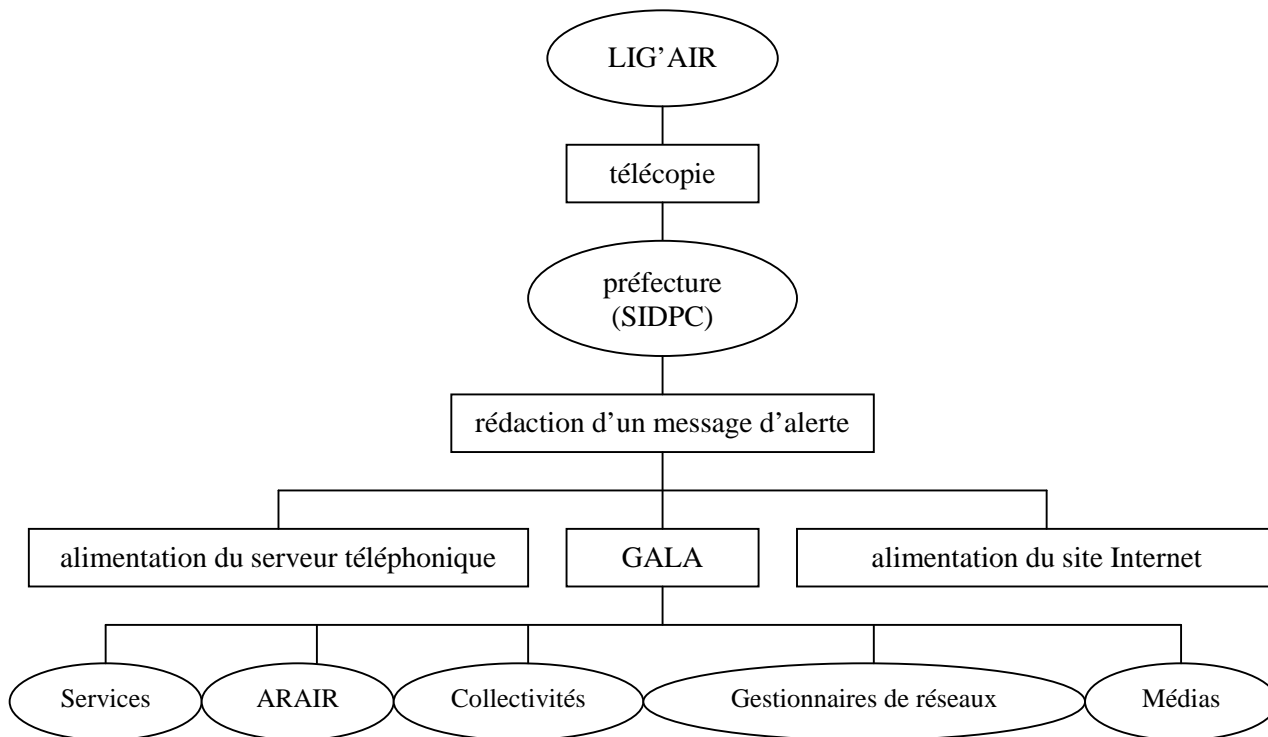 LIG’AIR
télécopie
préfecture
(SIDPC)
rédaction d’un message d’alerte
alimentation du serveur téléphonique
GALA
alimentation du site Internet
Services
ARAIR
Collectivités
Gestionnaires de réseaux
Médias